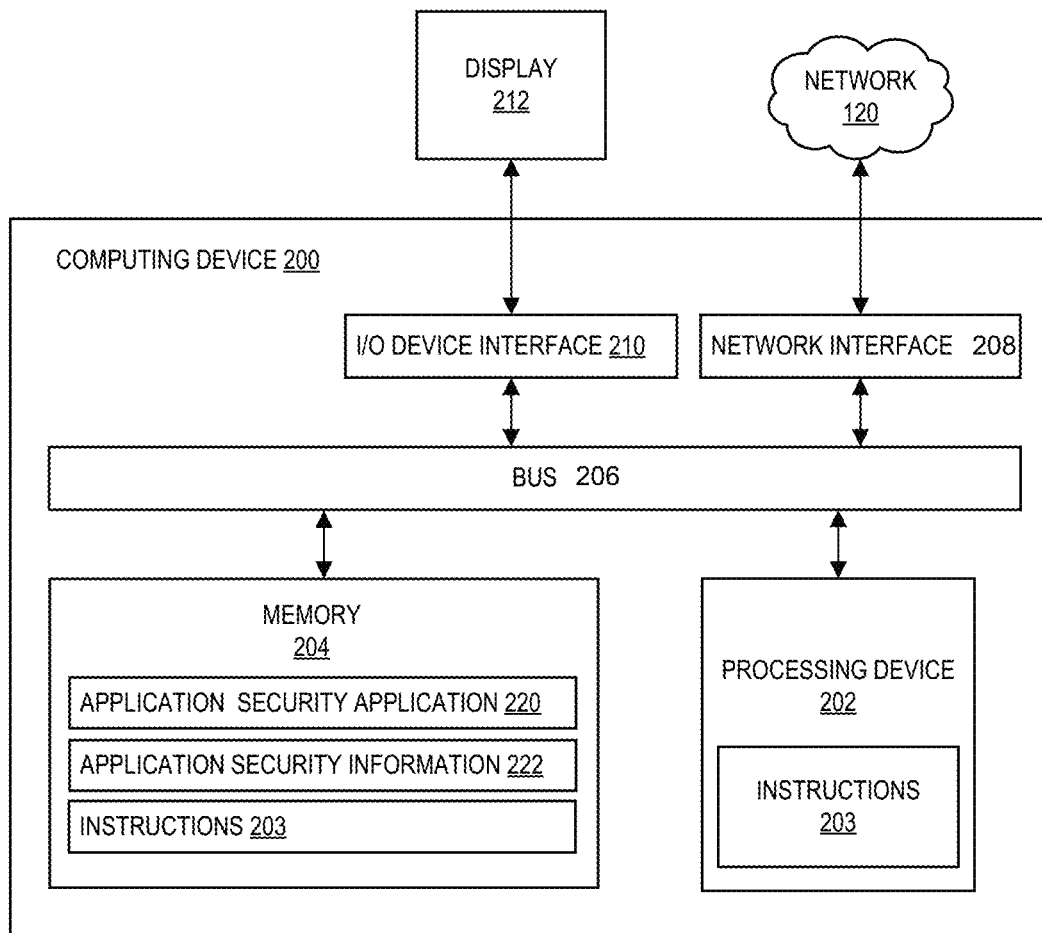 DISPLAY
212
NETWORK
120
COMPUTING DEVICE 200
I/O DEVICE INTERFACE 210
NETWORK INTERFACE 208
BUS 206
MEMORY
204
APPLICATION SECURITY APPLICATION 220
APPLICATION SECURITY INFORMATION 222
INSTRUCTIONS 203
PROCESSING DEVICE
202
INSTRUCTIONS
203